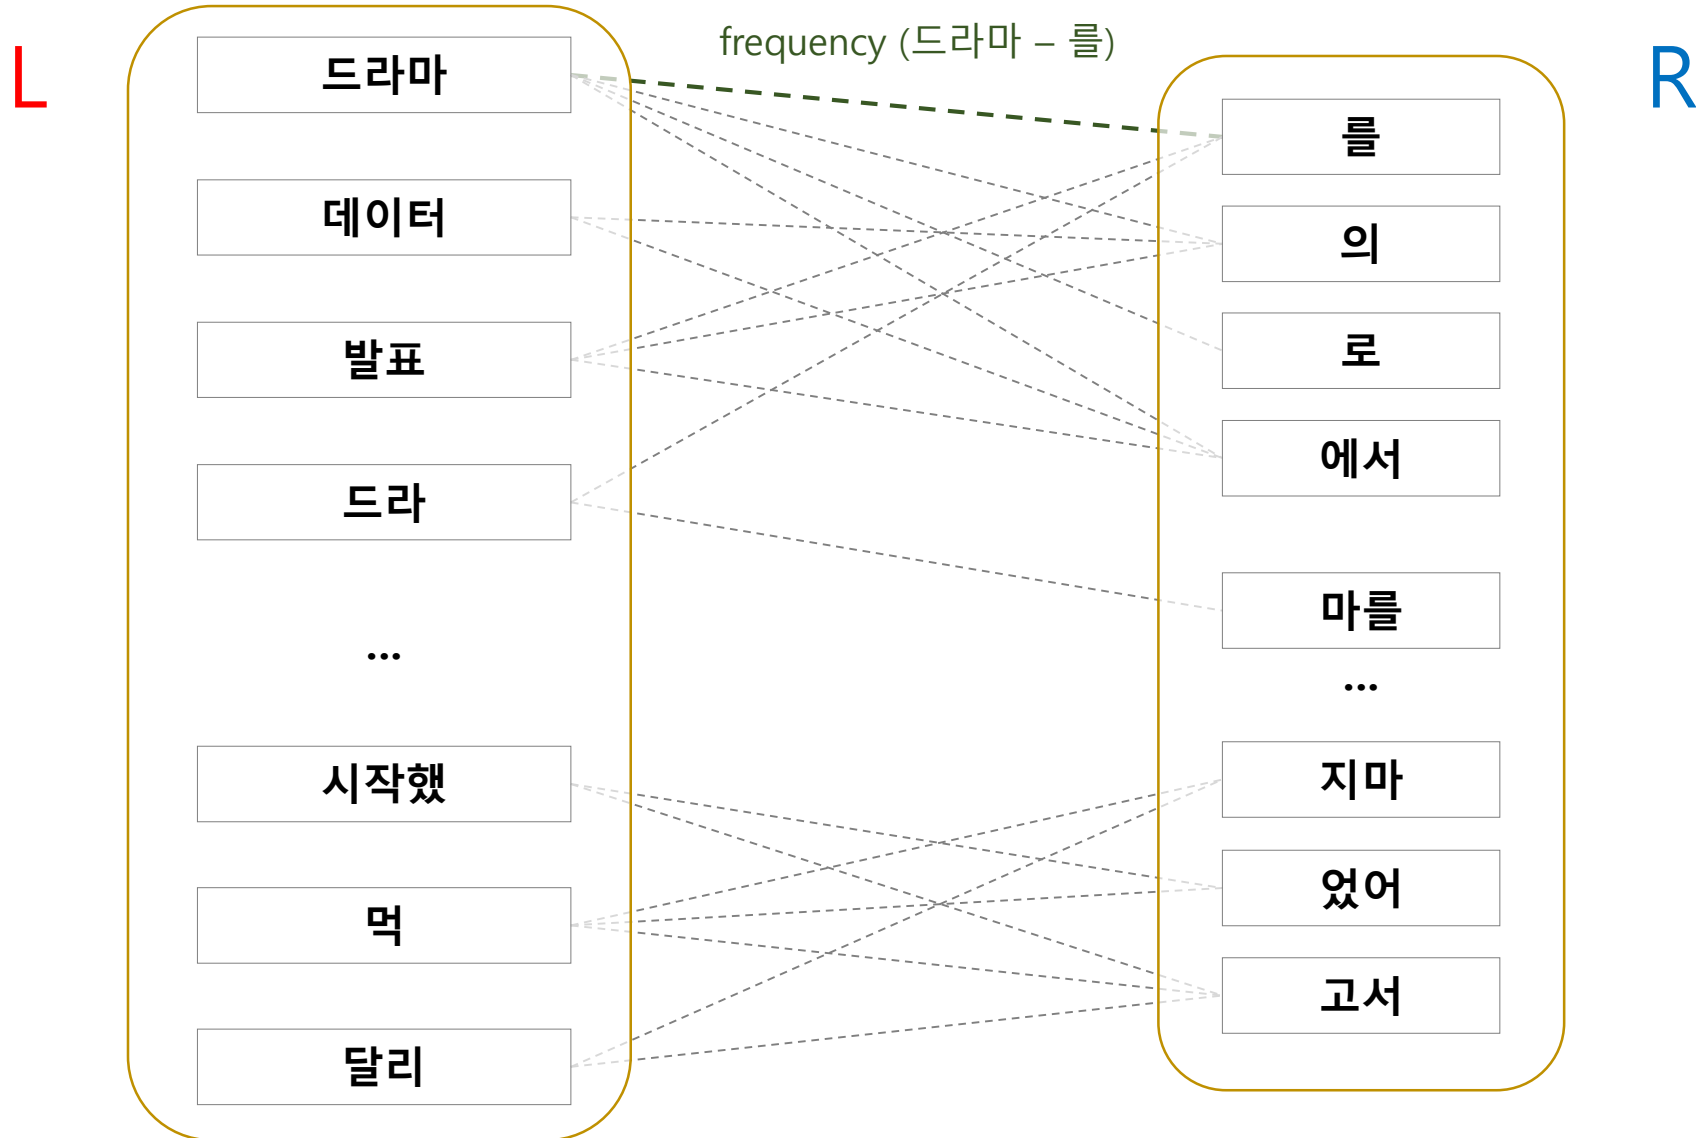 L
frequency (드라마 – 를)
R
드라마
데이터
발표
드라
...
시작했
먹
달리
를
의
로
에서
마를
...
지마
었어
고서